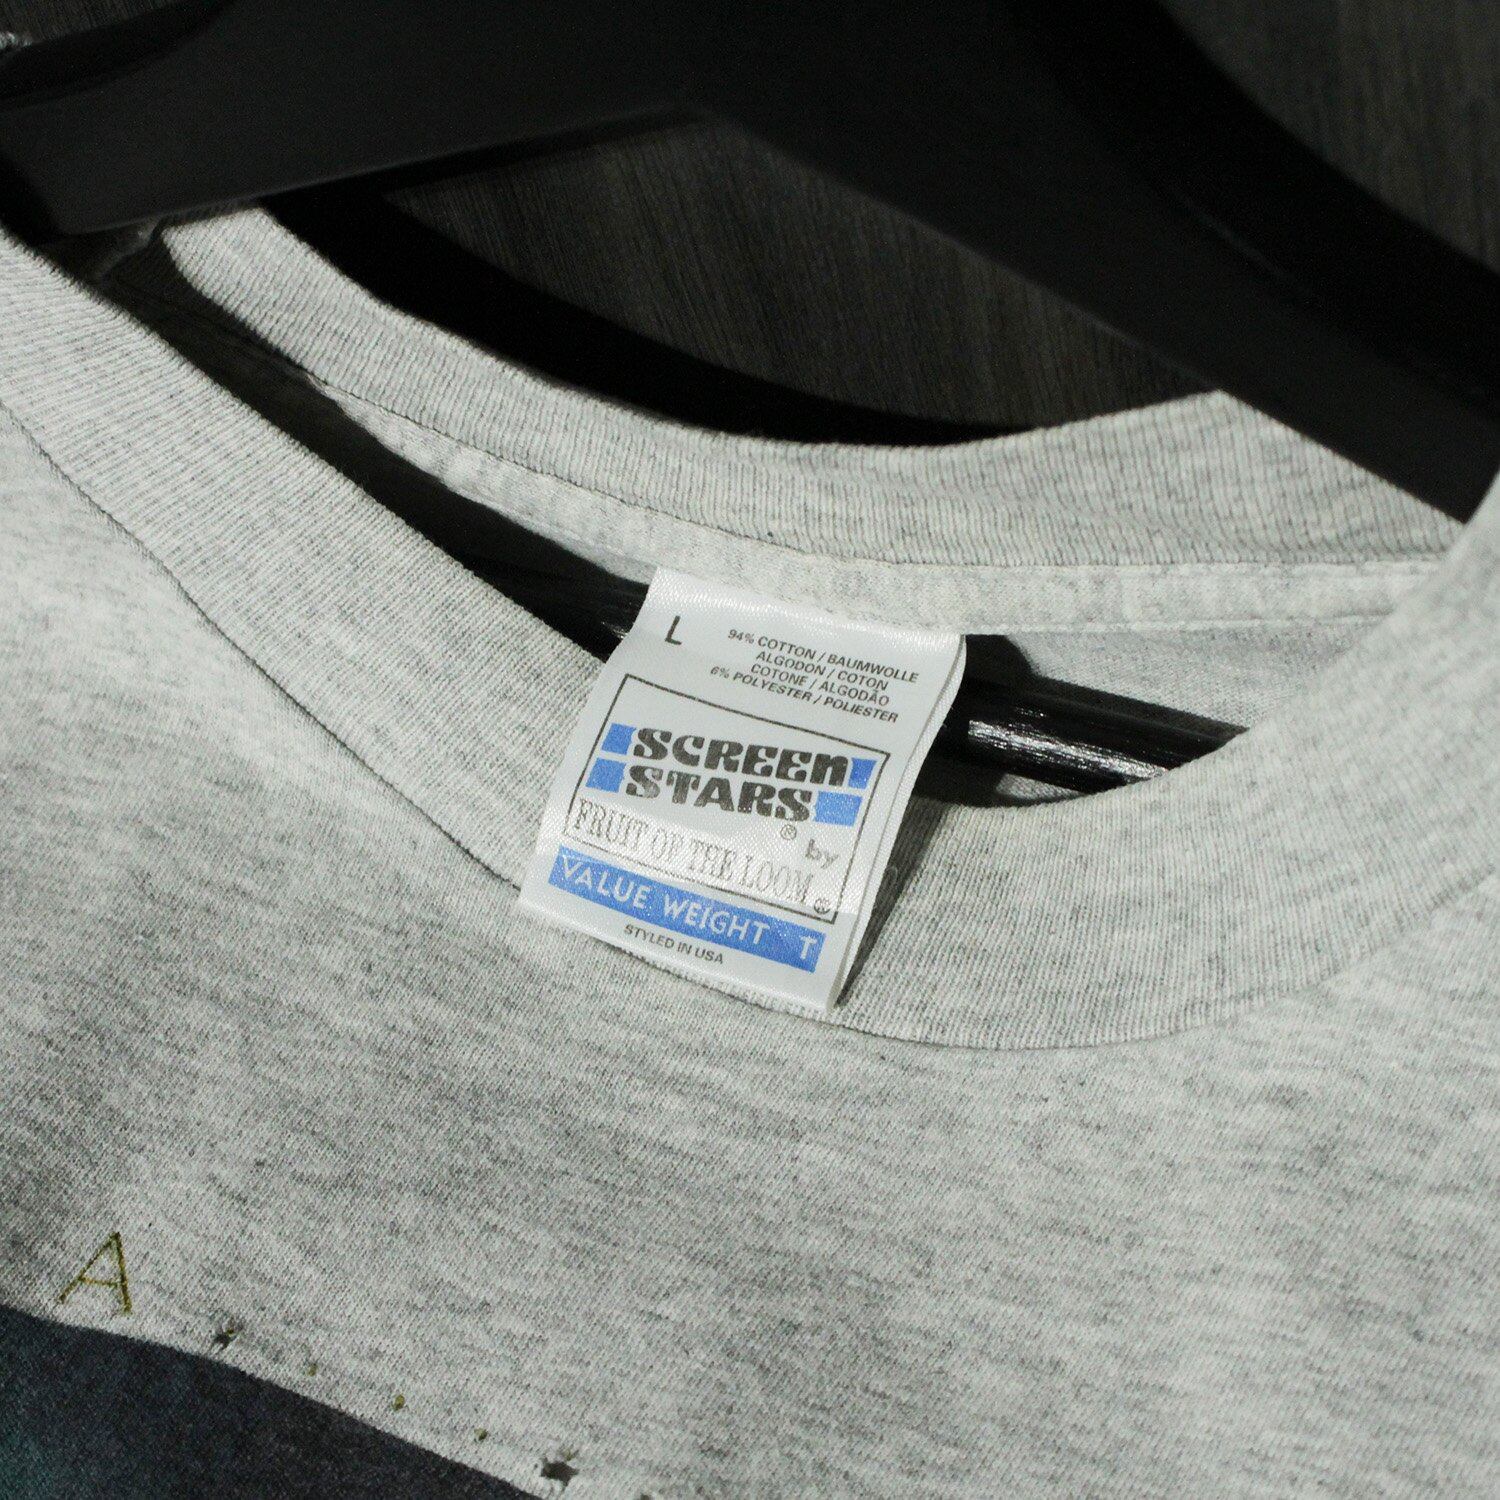 L
94% COTTON / BAUMWOLLE
ALGODON / COTON
COTONE / ALGODÃO
6% POLYESTER / POLIESTER
SCREEN
STARS ®
by
FRUIT OF THE LOOM ®
VALUE WEIGHT T
STYLED IN USA
A